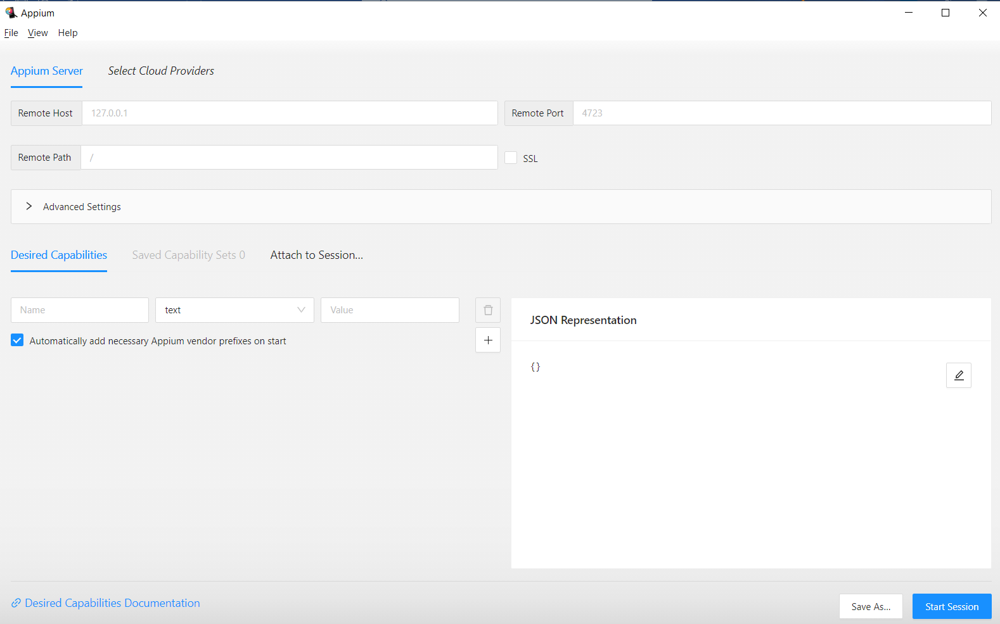 Appium
File View Help
Appium Server Select Cloud Providers
Remote Host 127.0.0.1 Remote Port 4723
Remote Path / SSL
Advanced Settings
Desired Capabilities Saved Capability Sets 0 Attach to Session...
Name text Value
JSON Representation
Automatically add necessary Appium vendor prefixes on start
{}
Desired Capabilities Documentation
Save As... Start Session